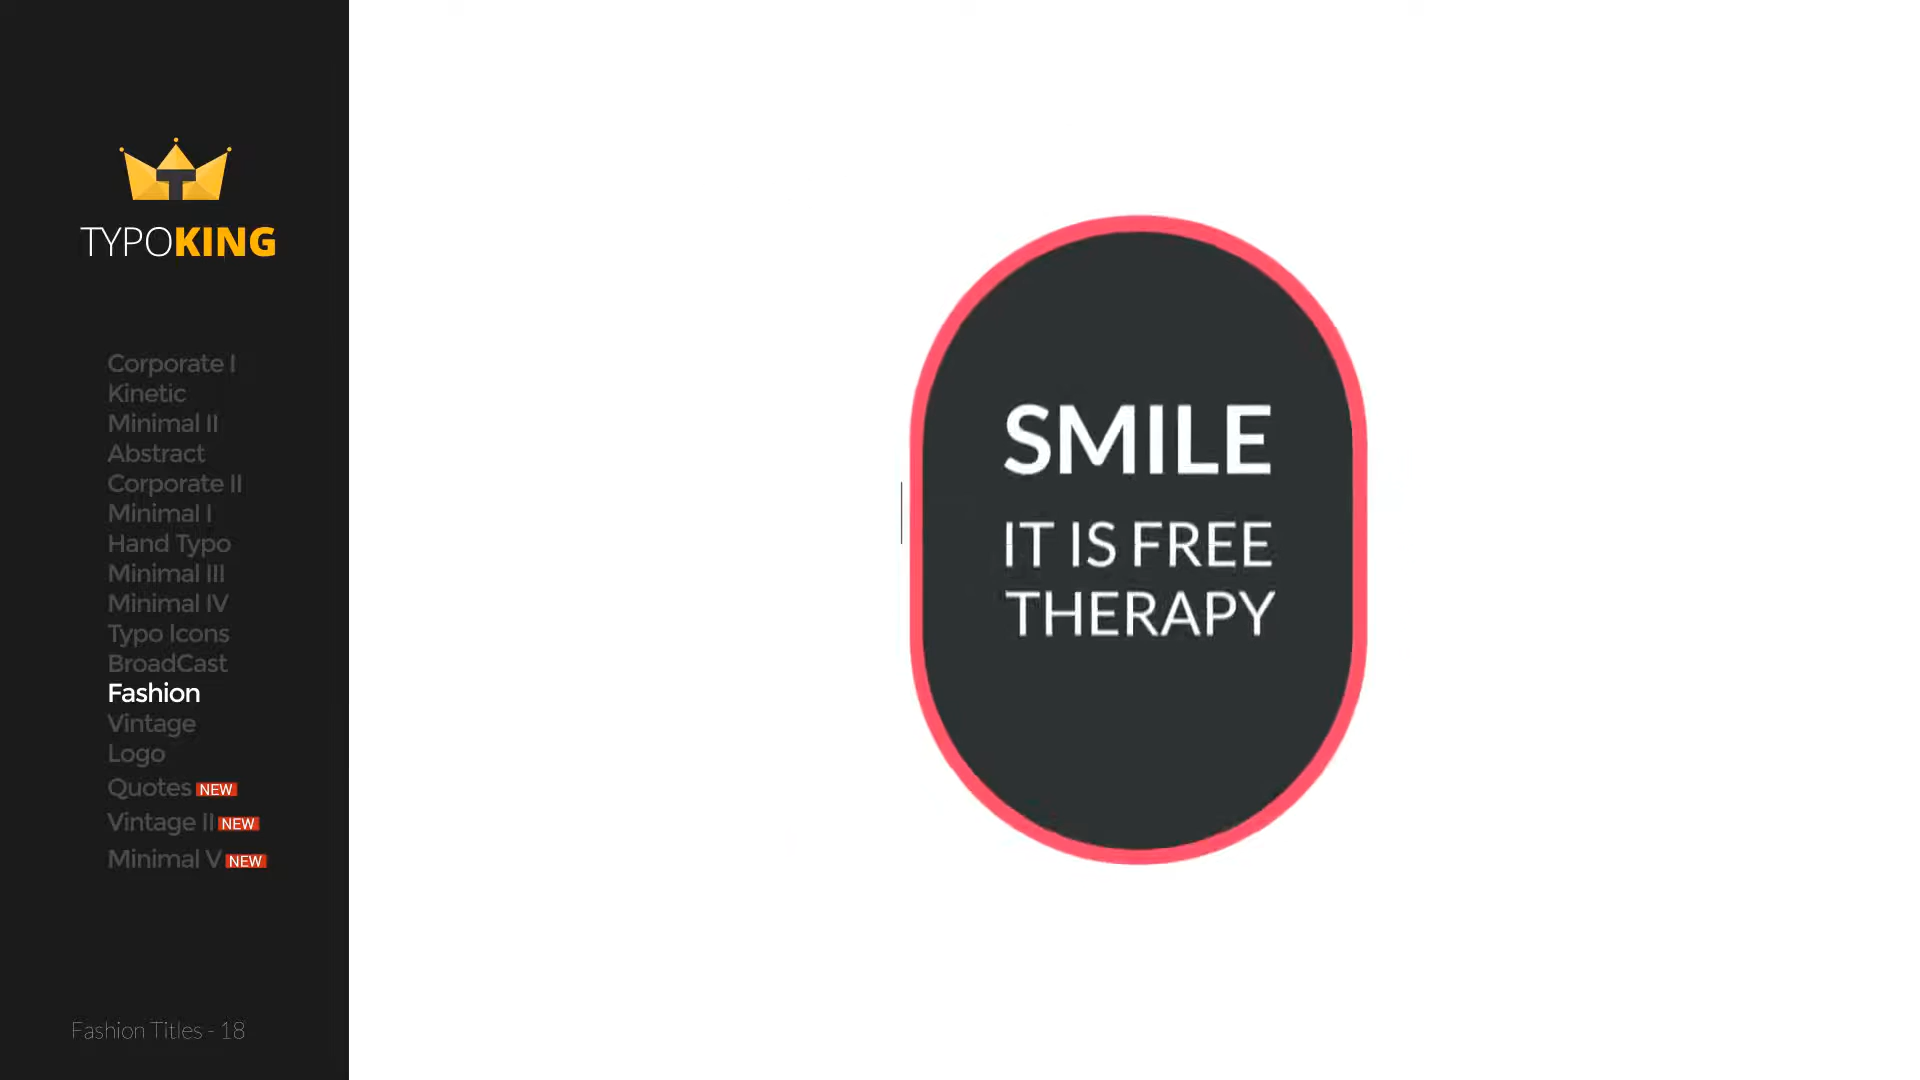 TYPOKING
Corporate I
Kinetic
Minimal II
Abstract
Corporate II
Minimal I
Hand Typo
Minimal III
Minimal IV
Typo Icons
BroadCast
Fashion
Vintage
Logo
Quotes NEW
Vintage II NEW
Minimal V NEW
Fashion Titles - 18
SMILE
IT IS FREE
THERAPY